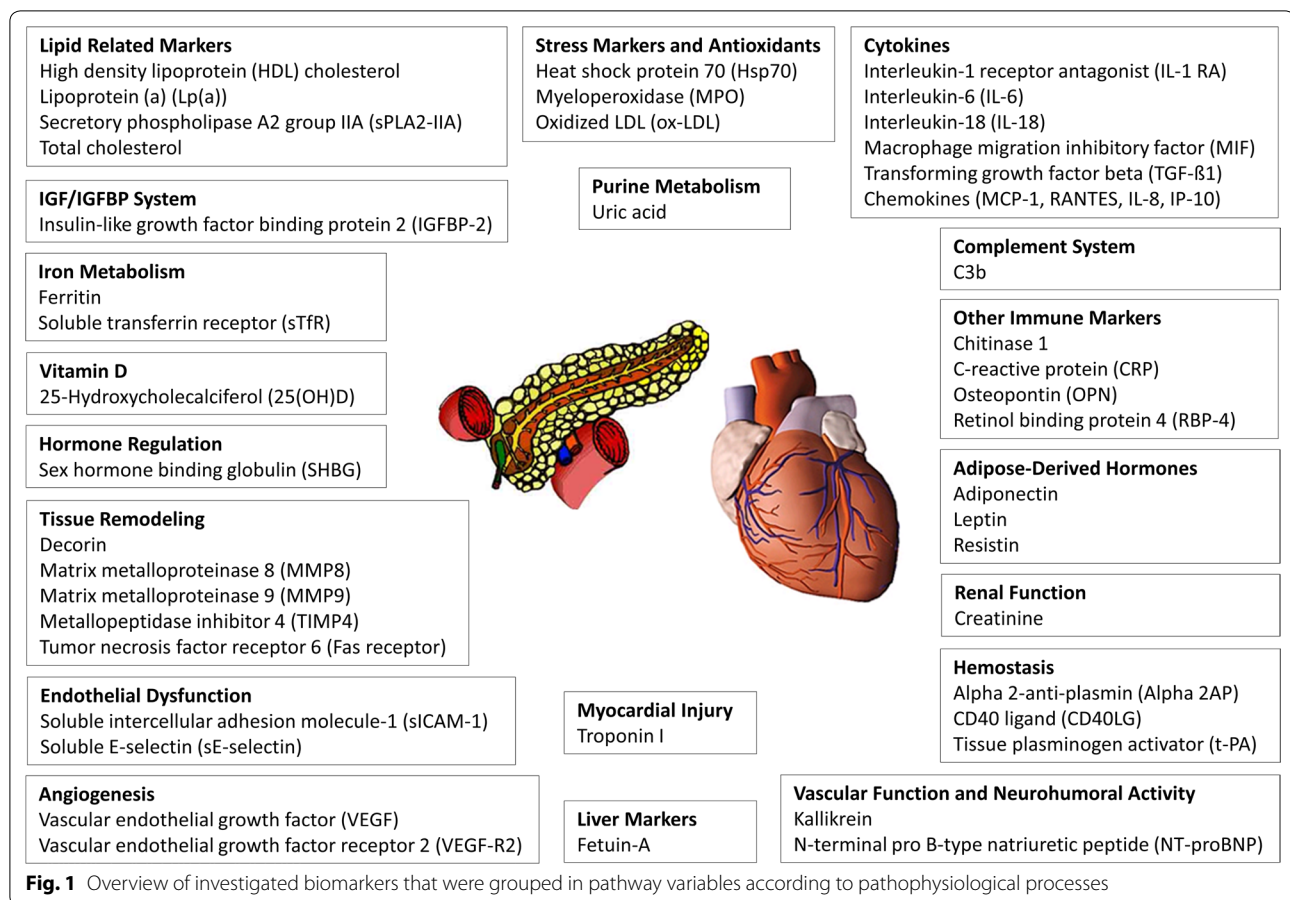 Lipid Related Markers
High density lipoprotein (HDL) cholesterol
Lipoprotein (a) (Lp(a))
Secretory phospholipase A2 group IIA (sPLA2-IIA)
Total cholesterol
Stress Markers and Antioxidants
Heat shock protein 70 (Hsp70)
Myeloperoxidase (MPO)
Oxidized LDL (ox-LDL)
Cytokines
Interleukin-1 receptor antagonist (IL-1 RA)
Interleukin-6 (IL-6)
Interleukin-18 (IL-18)
Macrophage migration inhibitory factor (MIF)
Transforming growth factor beta (TGF-ß1)
Chemokines (MCP-1, RANTES, IL-8, IP-10)
Purine Metabolism
Uric acid
IGF/IGFBP System
Insulin-like growth factor binding protein 2 (IGFBP-2)
Complement System
C3b
Iron Metabolism
Ferritin
Soluble transferrin receptor (sTfR)
Other Immune Markers
Chitinase 1
C-reactive protein (CRP)
Osteopontin (OPN)
Retinol binding protein 4 (RBP-4)
Vitamin D
25-Hydroxycholecalciferol (25(OH)D)
Hormone Regulation
Sex hormone binding globulin (SHBG)
Adipose-Derived Hormones
Adiponectin
Leptin
Resistin
Tissue Remodeling
Decorin
Matrix metalloproteinase 8 (MMP8)
Matrix metalloproteinase 9 (MMP9)
Metallopeptidase inhibitor 4 (TIMP4)
Tumor necrosis factor receptor 6 (Fas receptor)
Renal Function
Creatinine
Hemostasis
Alpha 2-anti-plasmin (Alpha 2AP)
CD40 ligand (CD40LG)
Tissue plasminogen activator (t-PA)
Endothelial Dysfunction
Soluble intercellular adhesion molecule-1 (sICAM-1)
Soluble E-selectin (sE-selectin)
Myocardial Injury
Troponin I
Angiogenesis
Vascular endothelial growth factor (VEGF)
Vascular endothelial growth factor receptor 2 (VEGF-R2)
Liver Markers
Fetuin-A
Vascular Function and Neurohumoral Activity
Kallikrein
N-terminal pro B-type natriuretic peptide (NT-proBNP)
Fig. 1 Overview of investigated biomarkers that were grouped in pathway variables according to pathophysiological processes